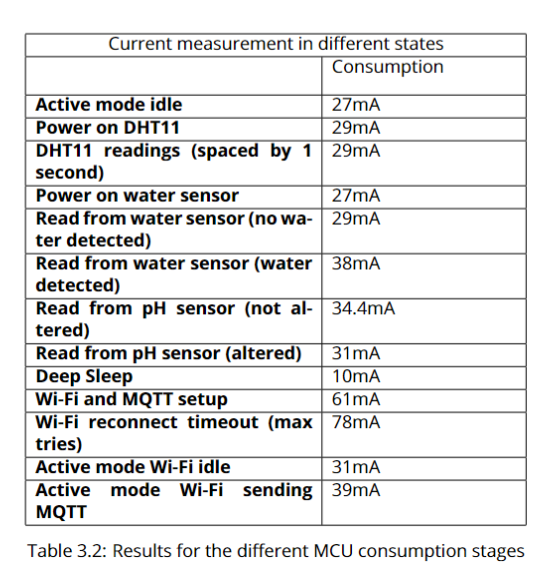 Current measurement in different states
Consumption
Active mode idle 27mA
Power on DHT11 29mA
DHT11 readings (spaced by 1 29mA
second)
Power on water sensor 27mA
Read from water sensor (no wa- 29mA
ter detected)
Read from water sensor (water 38mA
detected)
Read from pH sensor (not al- 34.4mA
tered)
Read from pH sensor (altered) 31mA
Deep Sleep 10mA
Wi-Fi and MQTT setup 61mA
Wi-Fi reconnect timeout (max 78mA
tries)
Active mode Wi-Fi idle 31mA
Active mode Wi-Fi sending 39mA
MQTT
Table 3.2: Results for the different MCU consumption stages